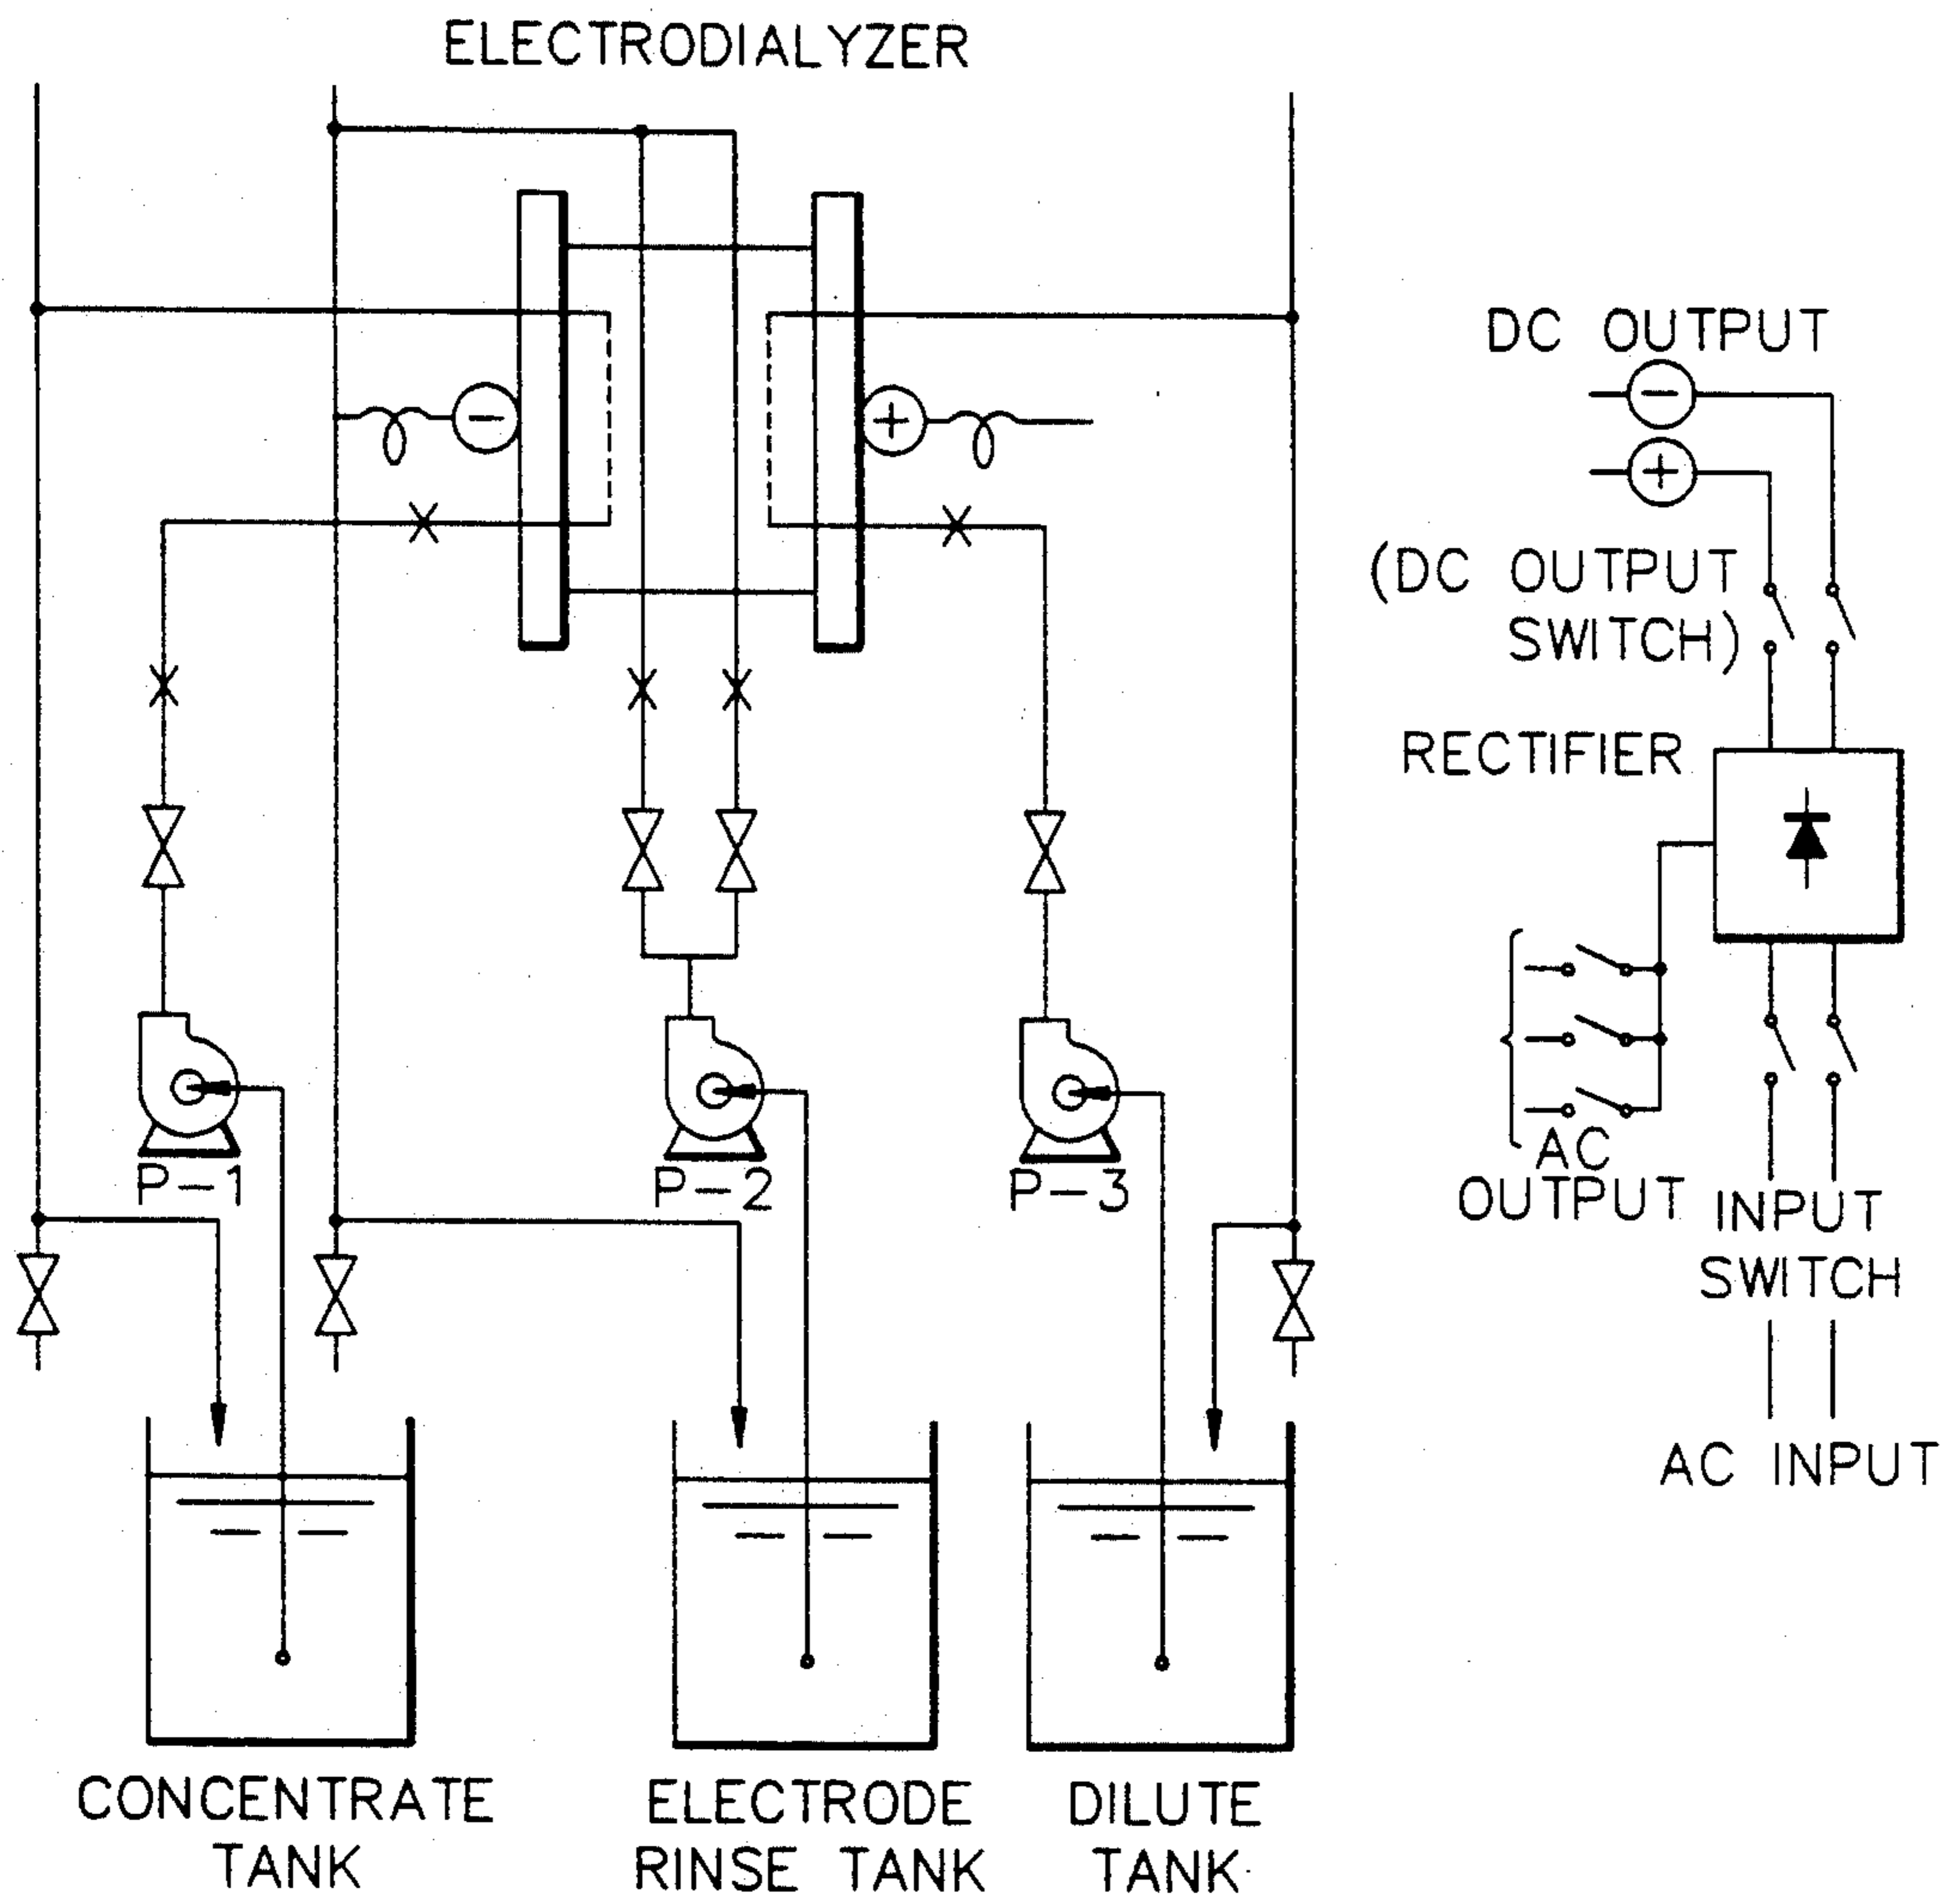 ELECTRODIALYZER
DC OUTPUT
(DC OUTPUT
SWITCH)
RECTIFIER
AC
OUTPUT
INPUT
SWITCH
AC INPUT
P-1
P-2
P-3
CONCENTRATE
TANK
ELECTRODE
RINSE TANK
DILUTE
TANK